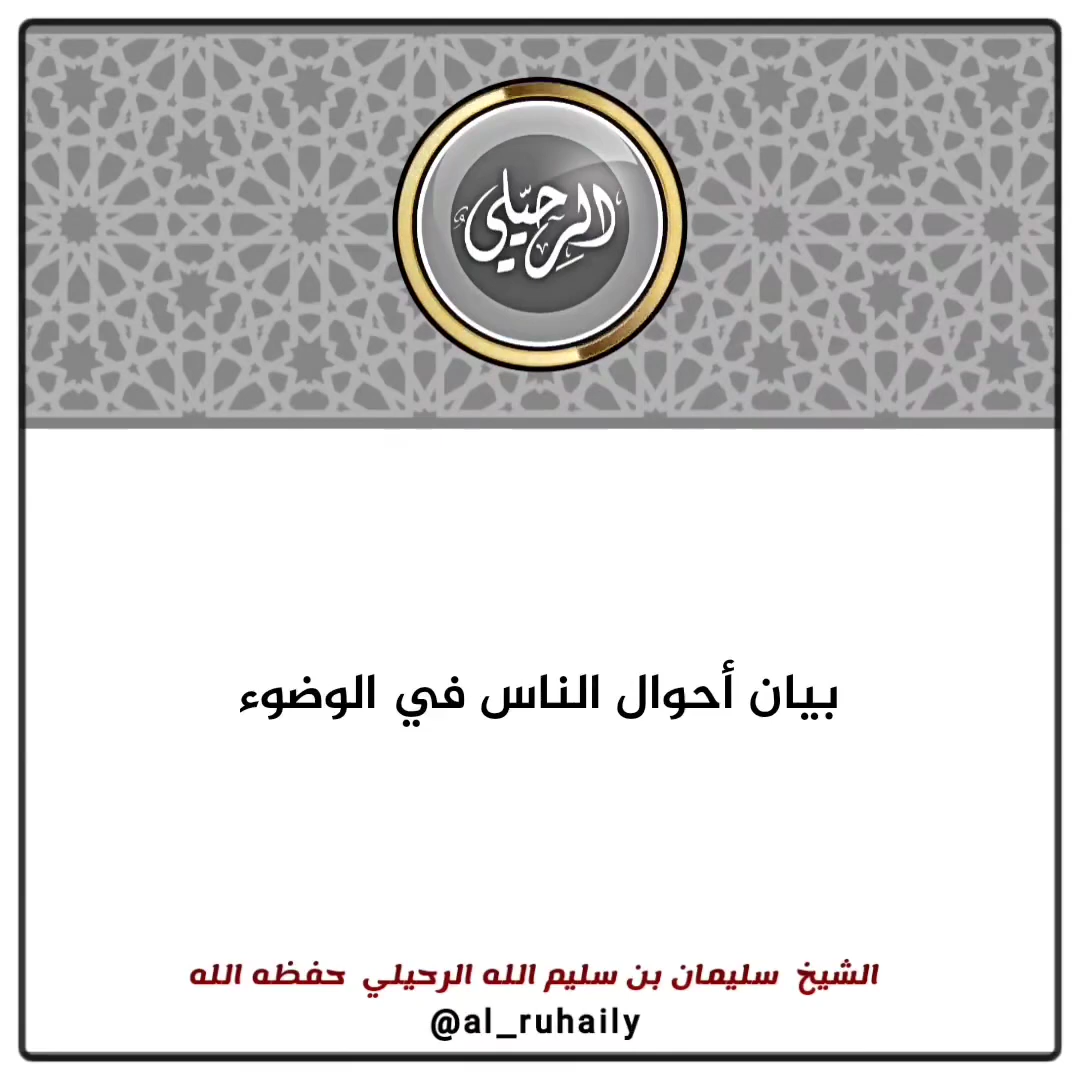 الرحيلي
بيان أحوال الناس في الوضوء
الشيخ سليمان بن سليم الله الرحيلي حفظه الله
@al_ruhaily